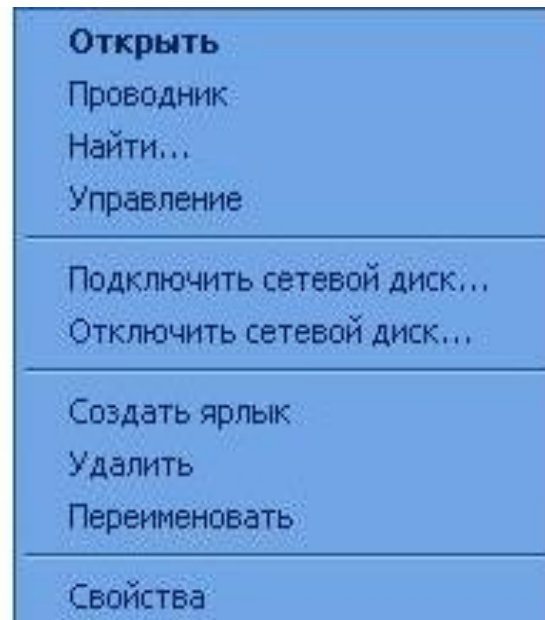 Открыть
Проводник
Найти...
Управление
Подключить сетевой диск...
Отключить сетевой диск...
Создать ярлык
Удалить
Переименовать
Свойства